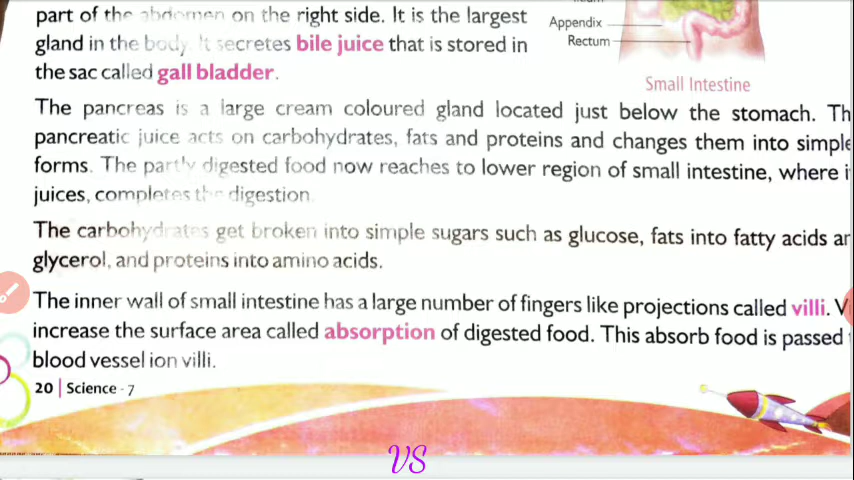 part of the abdomen on the right side. It is the largest
gland in the body. It secretes bile juice that is stored in
the sac called gall bladder.
Appendix
Rectum
Small Intestine
The pancreas is a large cream coloured gland located just below the stomach. Th
pancreatic juice acts on carbohydrates, fats and proteins and changes them into simple
forms. The partly digested food now reaches to lower region of small intestine, where i
juices, completes the digestion.
The carbohydrates get broken into simple sugars such as glucose, fats into fatty acids an
glycerol, and proteins into amino acids.
The inner wall of small intestine has a large number of fingers like projections called villi. V
increase the surface area called absorption of digested food. This absorb food is passed
blood vessel ion villi.
20 | Science - 7
VS